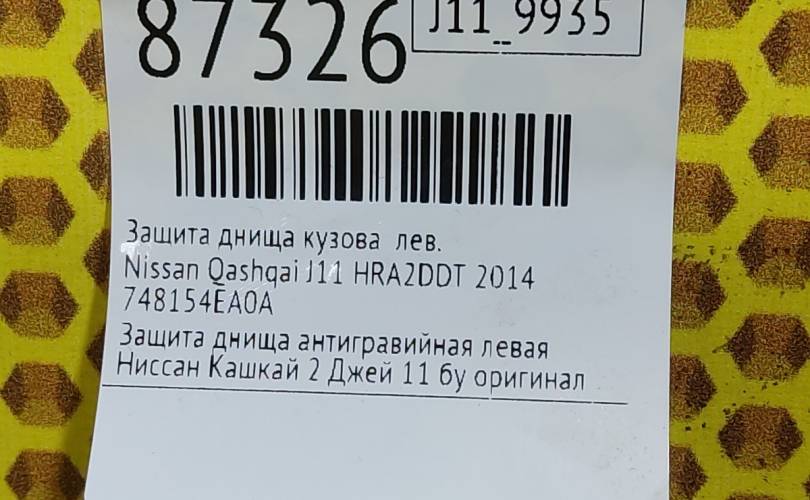 87326
J11_9935
Защита днища кузова лев.
Nissan Qashqai J11 HRA2DDT 2014
748154EA0A
Защита днища антигравийная левая
Ниссан Кашкай 2 Джей 11 бу оригинал